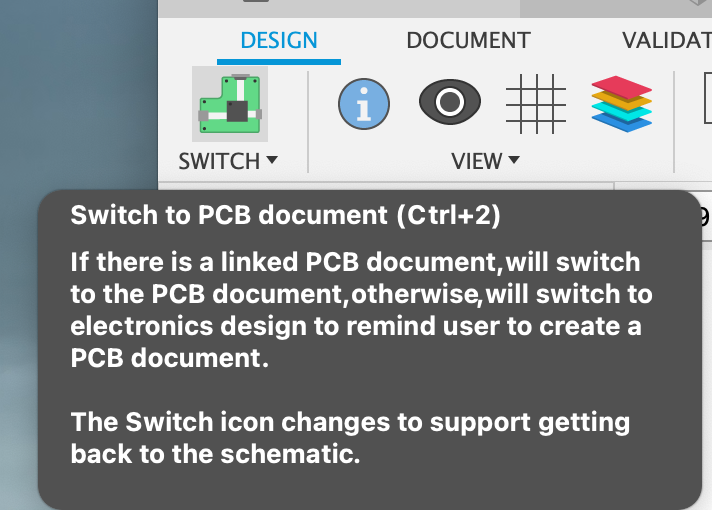 DESIGN DOCUMENT
SWITCH VIEW
9
Switch to PCB document (Ctrl+2)
If there is a linked PCB document,will switch
to the PCB document,otherwise,will switch to
electronics design to remind user to create a
PCB document.
The Switch icon changes to support getting
back to the schematic.